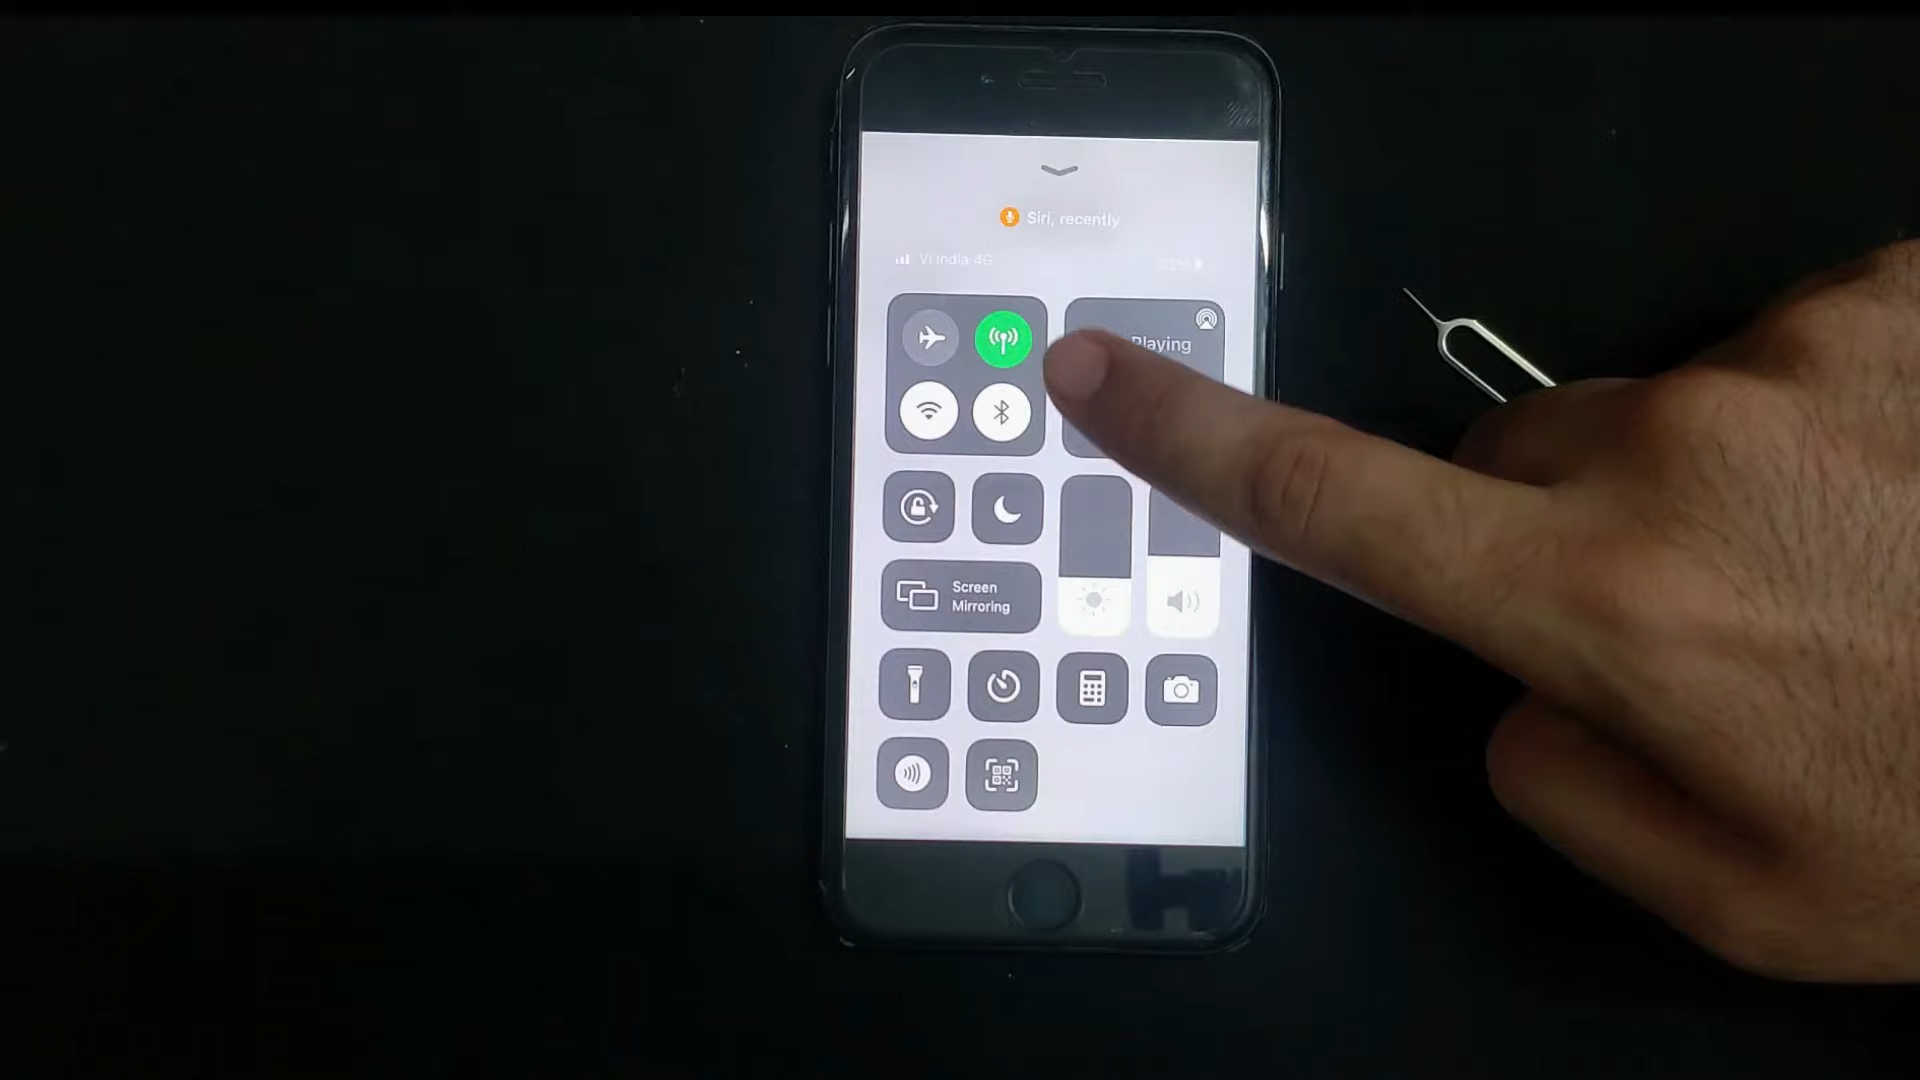 Siri, recently
Vi India 4G
Playing
Screen
Mirroring